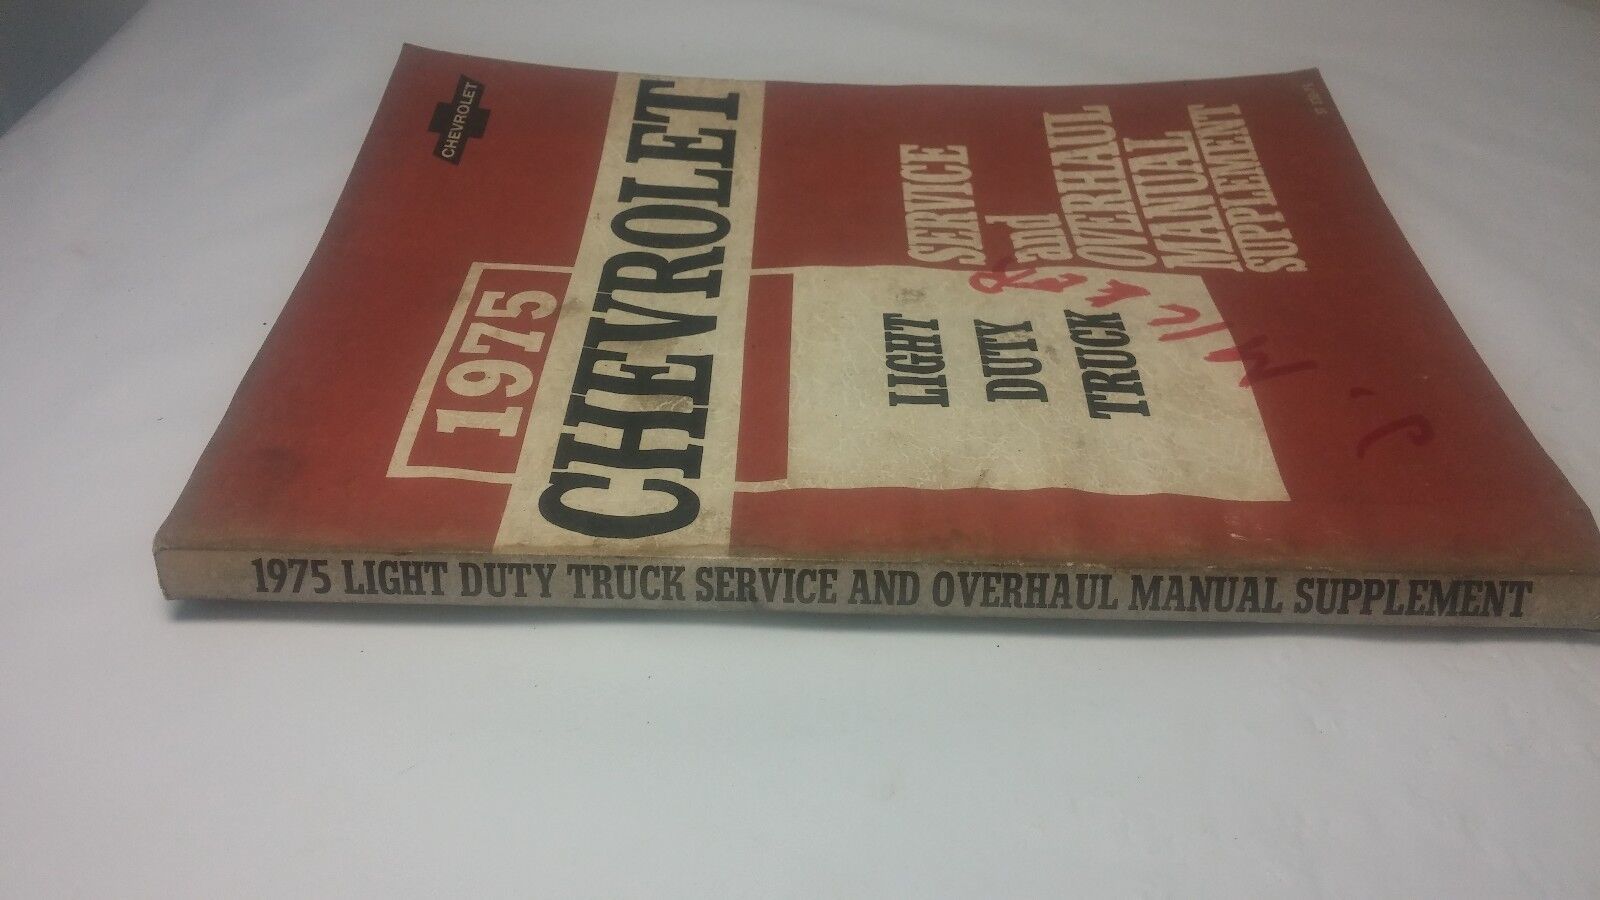 CHEVROLET
1975
CHEVROLET
LIGHT
DUTY
TRUCK
SERVICE
and
OVERHAUL
MANUAL
SUPPLEMENT
1975 LIGHT DUTY TRUCK SERVICE AND OVERHAUL MANUAL SUPPLEMENT